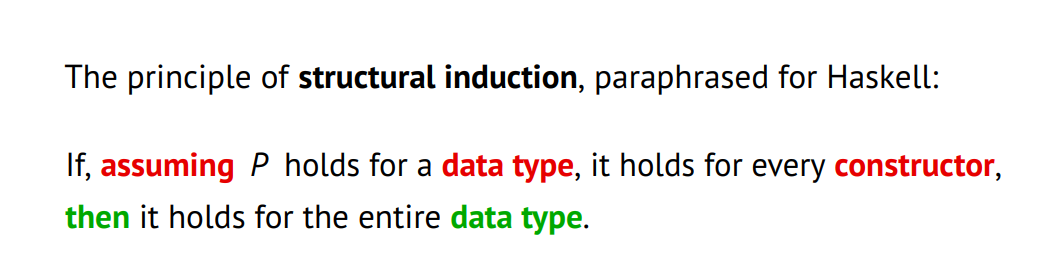 The principle of structural induction, paraphrased for Haskell:
If, assuming P holds for a data type, it holds for every constructor,
then it holds for the entire data type.